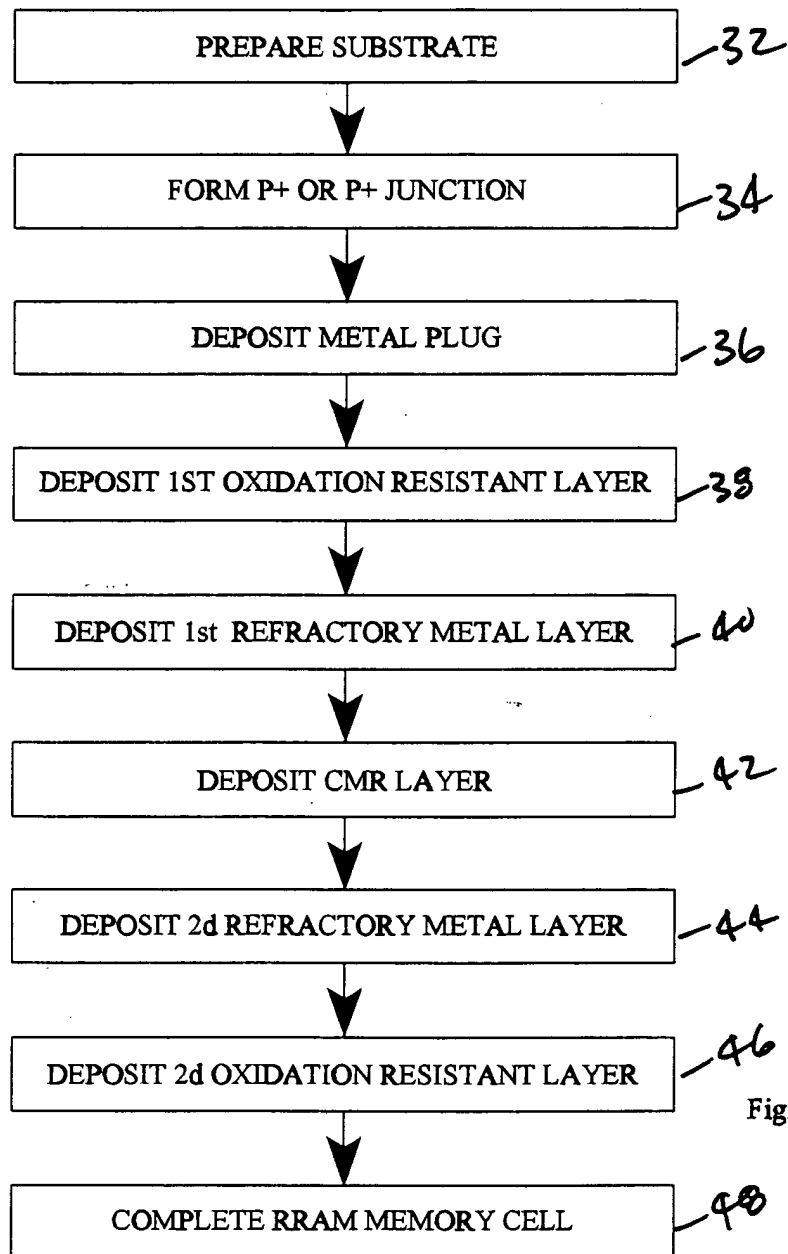 PREPARE SUBSTRATE 32
FORM P+ OR P+ JUNCTION 34
DEPOSIT METAL PLUG 36
DEPOSIT 1ST OXIDATION RESISTANT LAYER 38
DEPOSIT 1st REFRACTORY METAL LAYER 40
DEPOSIT CMR LAYER 42
DEPOSIT 2d REFRACTORY METAL LAYER 44
DEPOSIT 2d OXIDATION RESISTANT LAYER 46
Fig
COMPLETE RRAM MEMORY CELL 48